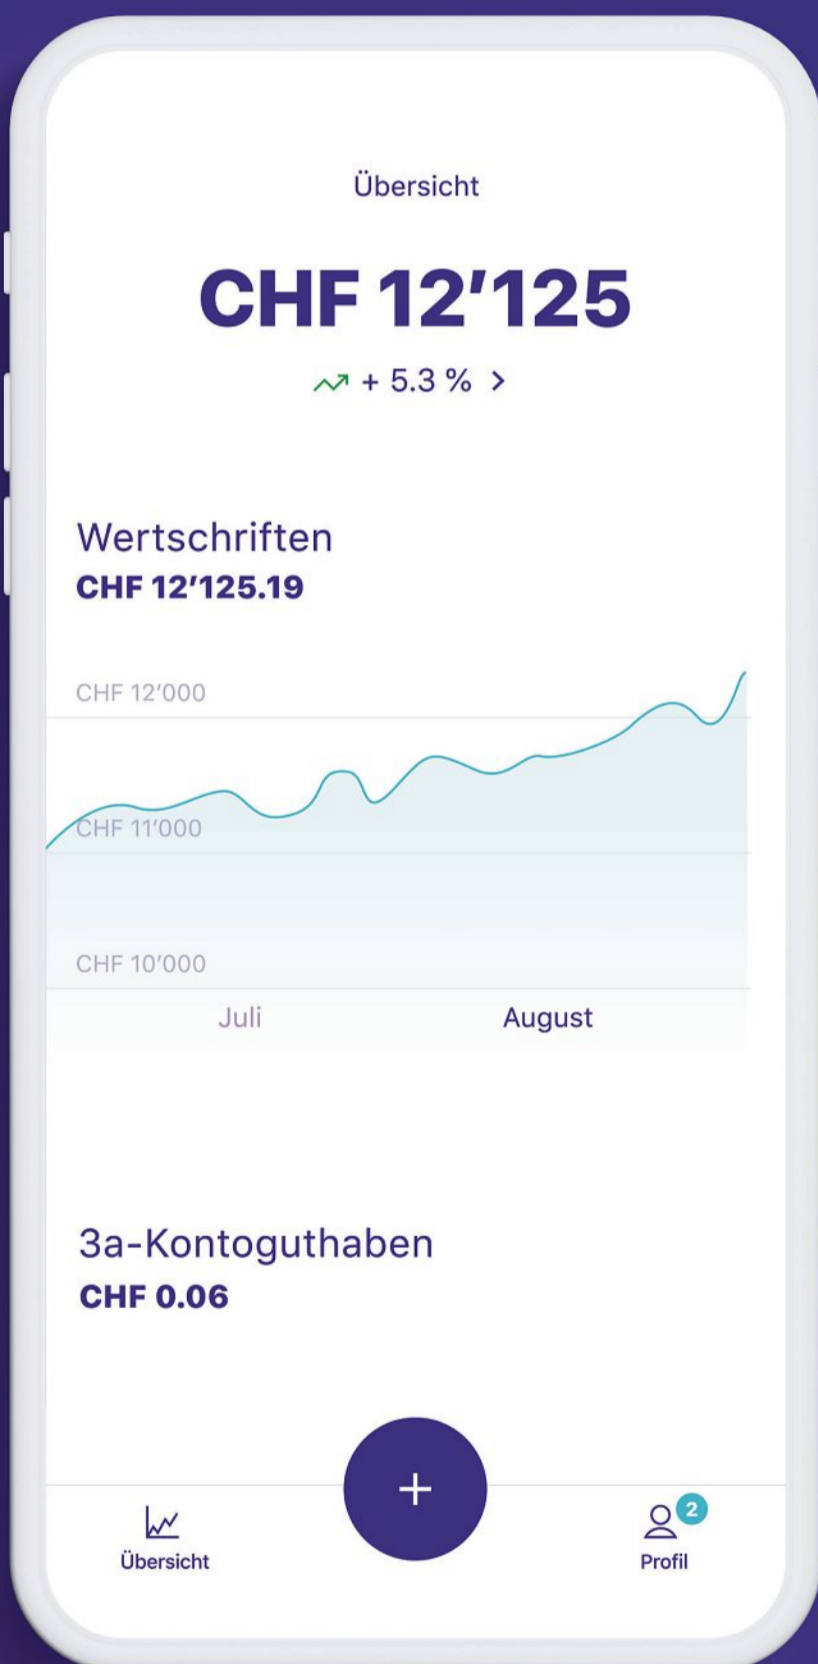 Übersicht
CHF 12’125
+ 5.3 % >
Wertschriften
CHF 12’125.19
CHF 12’000
CHF 11’000
CHF 10’000
Juli
August
3a-Kontoguthaben
CHF 0.06
+
2
Übersicht
Profil